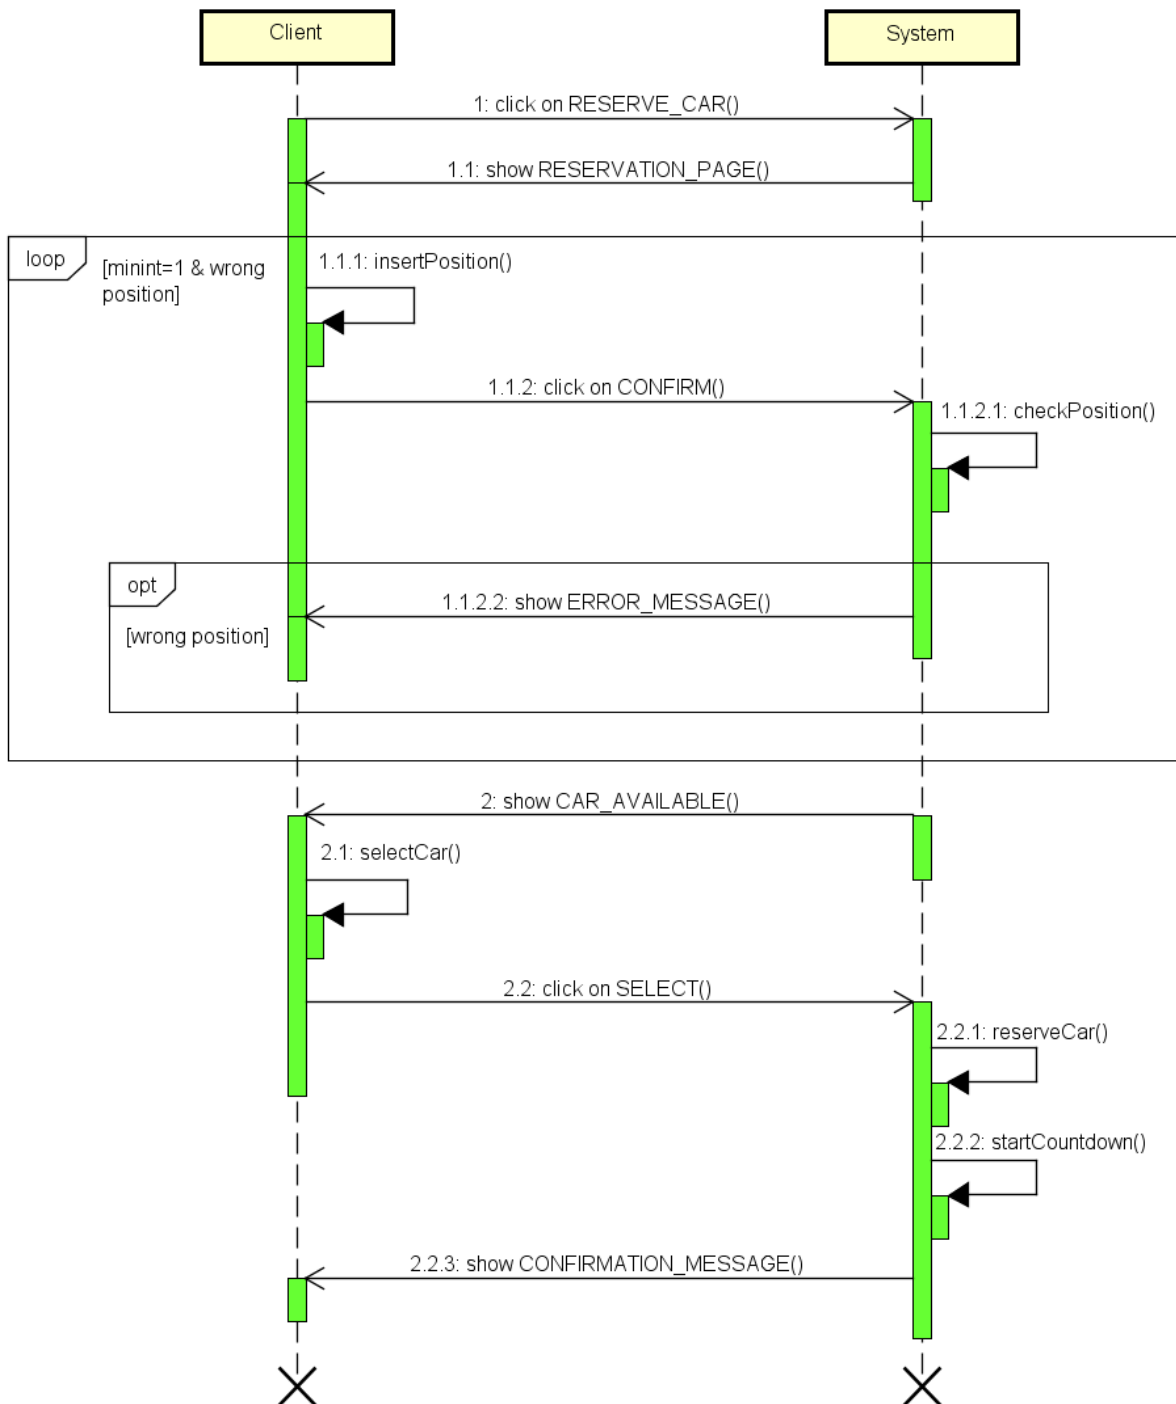 Client
System
1: click on RESERVE_CAR()
1.1: show RESERVATION_PAGE()
loop
[minint=1 & wrong
position]
1.1.1: insertPosition()
1.1.2: click on CONFIRM()
1.1.2.1: checkPosition()
opt
[wrong position]
1.1.2.2: show ERROR_MESSAGE()
2: show CAR_AVAILABLE()
2.1: selectCar()
2.2: click on SELECT()
2.2.1: reserveCar()
2.2.2: startCountdown()
2.2.3: show CONFIRMATION_MESSAGE()